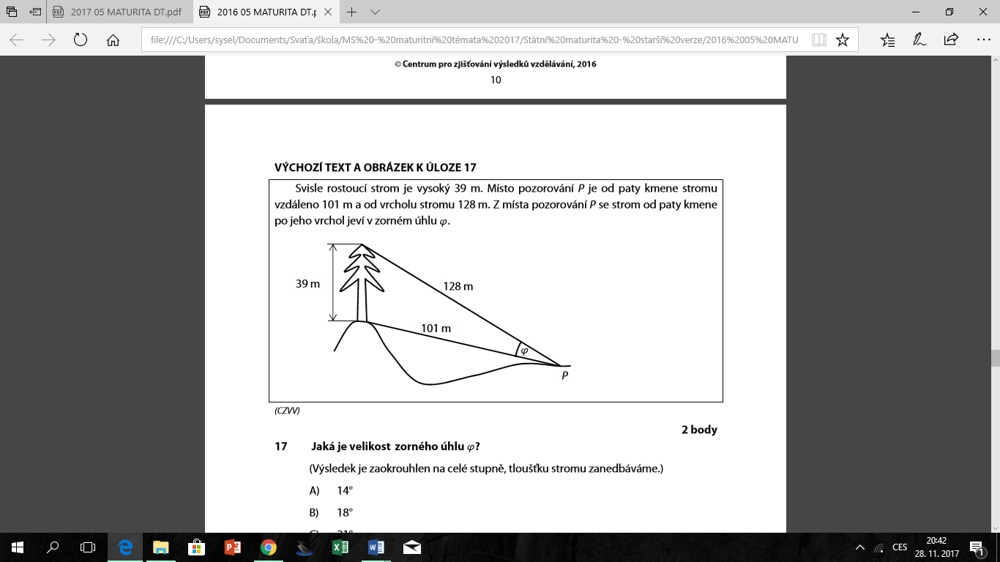 2017 05 MATURITA DT.pdf
2016 05 MATURITA DT.p
file:///C:/Users/sysel/Documents/Svaťa/škola/MS%20-%20maturitní%20témata%202017/Státní%20maturita%20-%20starší%20verze/2016%2005%20MATU
© Centrum pro zjišťování výsledků vzdělávání, 2016
10
VÝCHOZÍ TEXT A OBRÁZEK K ÚLOZE 17
Svisle rostoucí strom je vysoký 39 m. Místo pozorování P je od paty kmene stromu
vzdáleno 101 m a od vrcholu stromu 128 m. Z místa pozorování P se strom od paty kmene
po jeho vrchol jeví v zorném úhlu φ.
39 m
128 m
101 m
φ
P
(CZVV)
2 body
17 Jaká je velikost zorného úhlu φ?
(Výsledek je zaokrouhlen na celé stupně, tloušťku stromu zanedbáváme.)
A) 14°
B) 18°
CES
20:42
28. 11. 2017
1